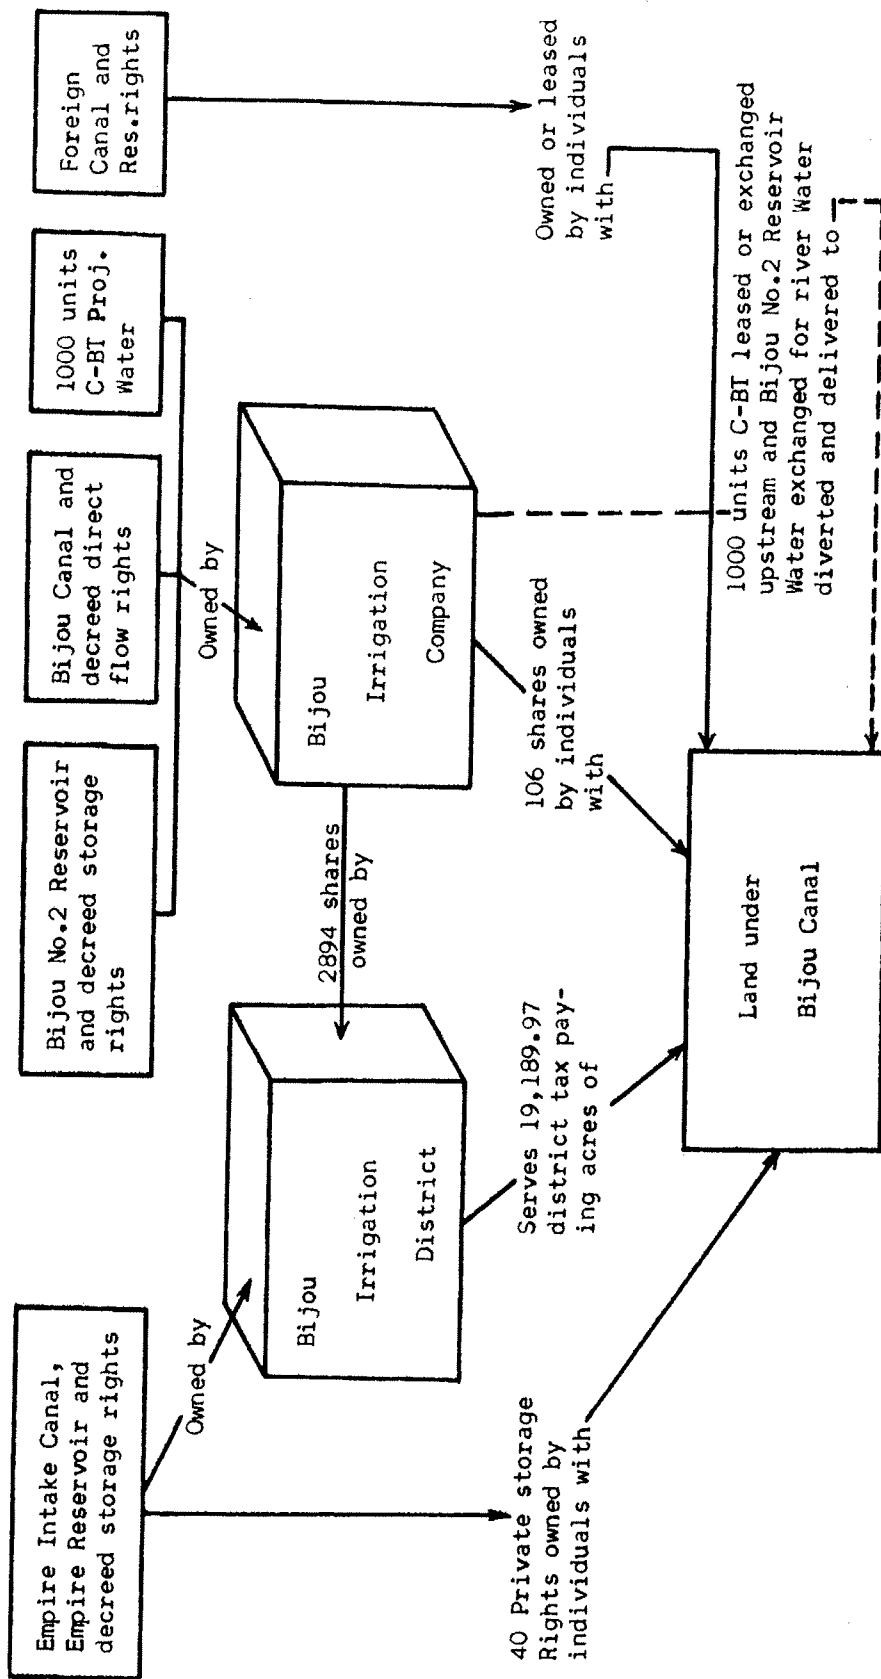 Empire Intake Canal,
Empire Reservoir and
decreed storage rights
Bijou No.2 Reservoir
and decreed storage
rights
Bijou Canal and
decreed direct
flow rights
1000 units
C-BT Proj.
Water
Foreign
Canal and
Res.rights
Owned by
Owned by
Bijou
Irrigation
District
2894 shares
owned by
Bijou
Irrigation
Company
Owned or leased
by individuals
with
40 Private storage
Rights owned by
individuals with
Serves 19,189.97
district tax pay-
ing acres of
106 shares owned
by individuals
with
1000 units C-BT leased or exchanged
upstream and Bijou No.2 Reservoir
Water exchanged for river Water
diverted and delivered to
Land under
Bijou Canal